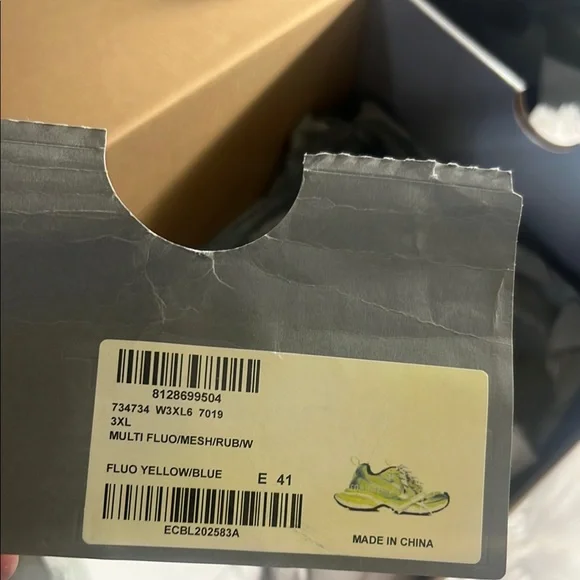 8128699504
734734 W3XL6 7019
3XL
MULTI FLUO/MESH/RUB/W
FLUO YELLOW/BLUE E 41
ECBL202583A
MADE IN CHINA